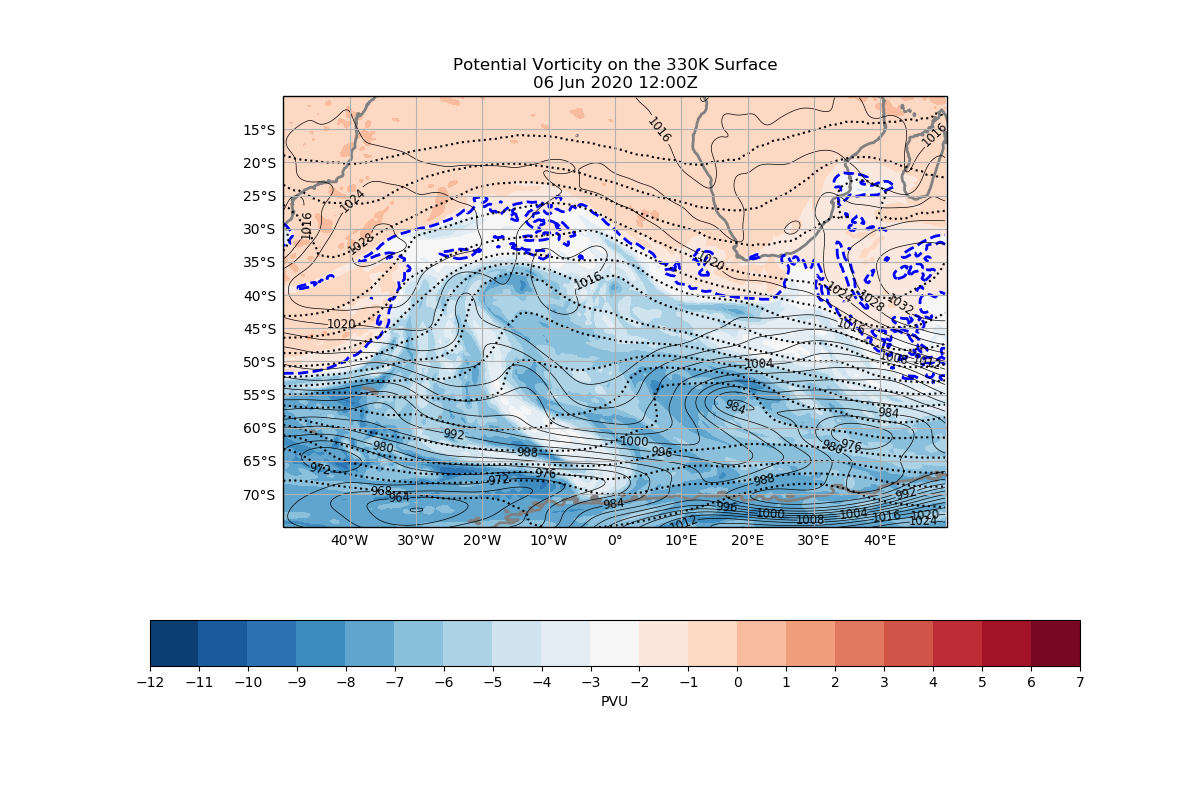 Potential Vorticity on the 330K Surface
06 Jun 2020 12:00Z
15°S
20°S
25°S
30°S
35°S
40°S
45°S
50°S
55°S
60°S
65°S
70°S
1016
1016
1024
1016
1028
1020
1016
1024
1028
1032
1020
1016
1008
1012
1004
984
984
992
1000
980
988
996
980
976
972
976
972
988
968
964
984
996
992
1000
1004
1016
1020
1012
1008
1024
40°W 30°W 20°W 10°W 0° 10°E 20°E 30°E 40°E
−12 −11 −10 −9 −8 −7 −6 −5 −4 −3 −2 −1 0 1 2 3 4 5 6 7
PVU